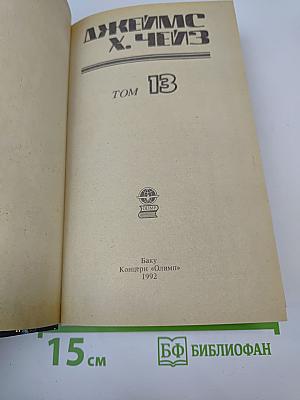 ДЖЕЙМС
Х. ЧЕЙЗ
ТОМ 13
Баку
Концерн «Олимп»
1992
15 см
БФ БИБЛИОФАН